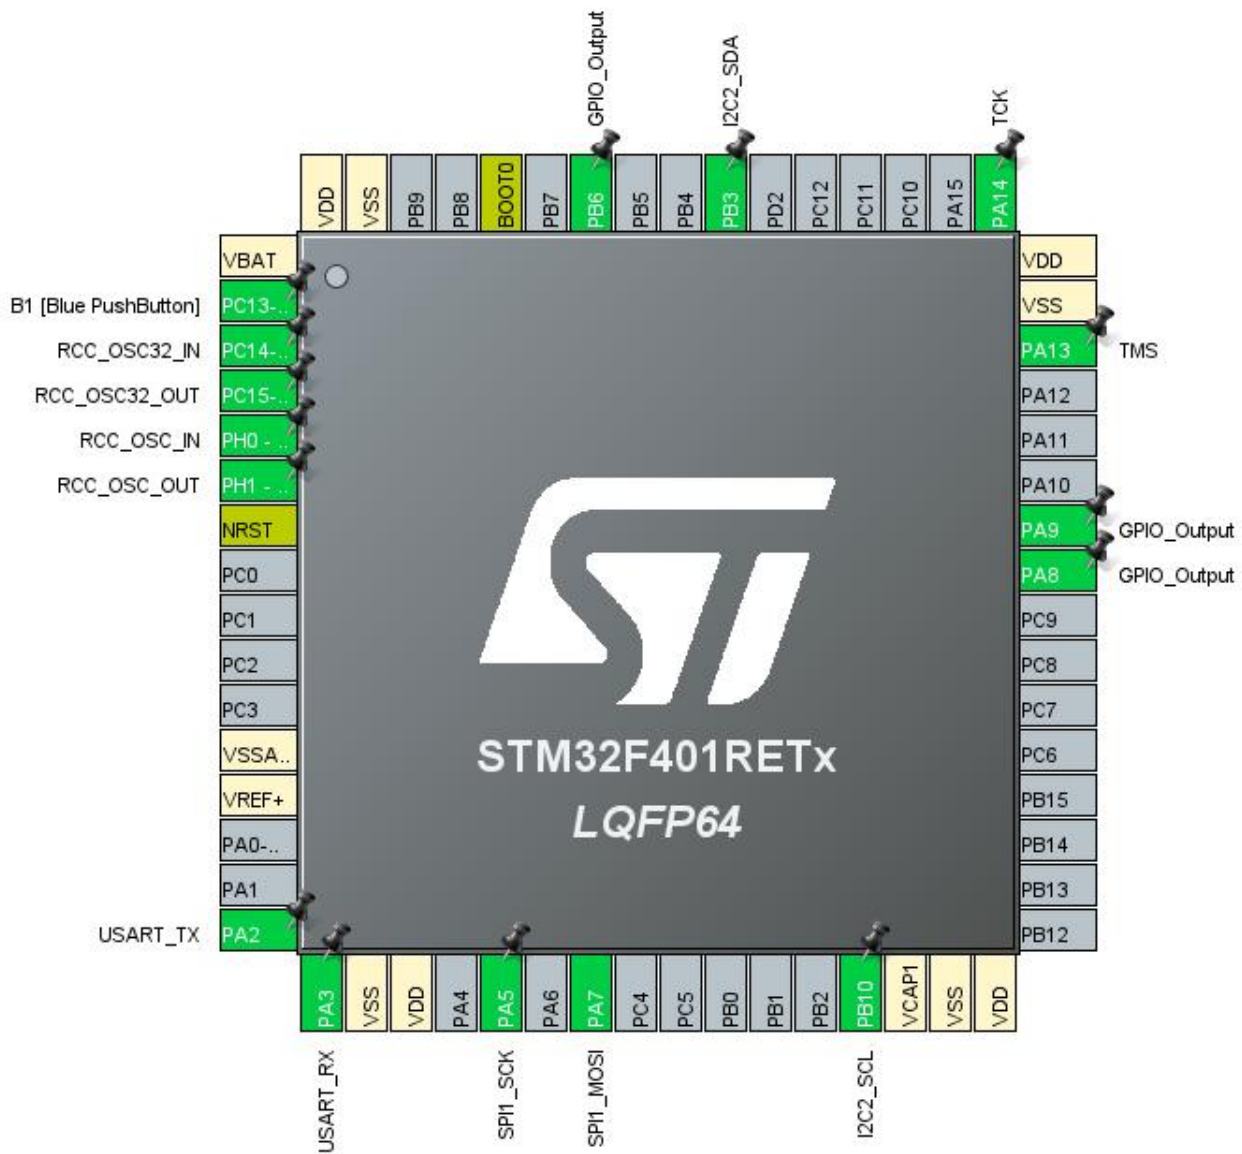 GPIO_Output
I2C2_SDA
TCK
VDD
VSS
PB9
PB8
BOOT0
PB7
PB6
PB5
PB4
PB3
PD2
PC12
PC11
PC10
PA15
PA14
VBAT
VDD
B1 [Blue PushButton] PC13-..
VSS
RCC_OSC32_IN PC14-..
PA13 TMS
RCC_OSC32_OUT PC15-..
PA12
RCC_OSC_IN PH0 - ..
PA11
RCC_OSC_OUT PH1 - ..
PA10
NRST
PA9 GPIO_Output
PC0
PA8 GPIO_Output
PC1
PC9
PC2
PC8
PC3
PC7
VSSA..
PC6
VREF+
PB15
PA0-..
PB14
PA1
PB13
USART_TX PA2
PB12
ST
STM32F401RETx
LQFP64
PA3
VSS
VDD
PA4
PA5
PA6
PA7
PC4
PC5
PB0
PB1
PB2
PB10
VCAP1
VSS
VDD
USART_RX
SPI1_SCK
SPI1_MOSI
I2C2_SCL